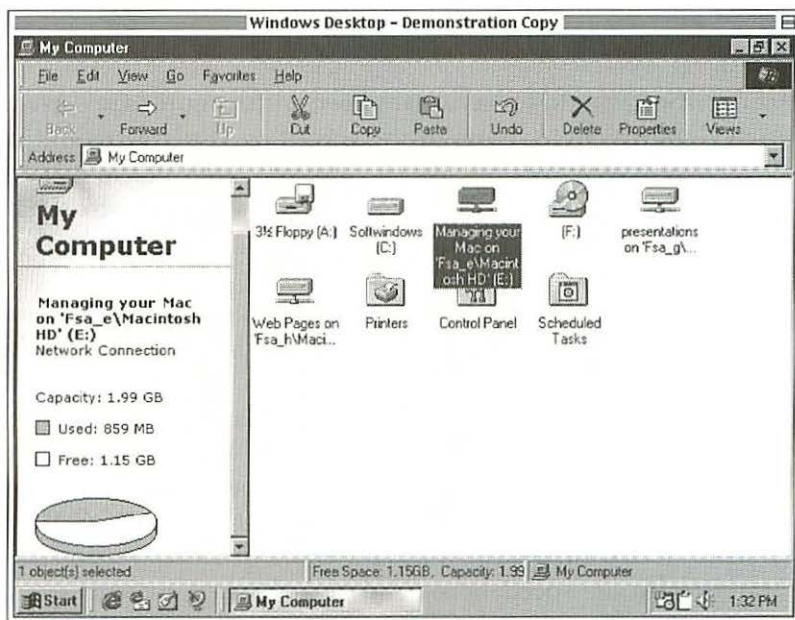 Windows Desktop - Demonstration Copy
My Computer
File Edit View Go Favorites Help
Back Forward Up Cut Copy Paste Undo Delete Properties Views
Address My Computer
My
Computer
Managing your Mac
on 'Fsa_e\Macintosh
HD' (E:)
Network Connection
Capacity: 1.99 GB
Used: 859 MB
Free: 1.15 GB
3½ Floppy (A:)
Softwindows
(C:)
Managing your
Mac on
'Fsa_e\Macint
osh HD' (E:)
(F:)
presentations
on 'Fsa_g\...
Web Pages on
'Fsa_h\Maci...
Printers
Control Panel
Scheduled
Tasks
1 object(s) selected
Free Space: 1.15GB, Capacity: 1.99
My Computer
Start My Computer 1:32 PM